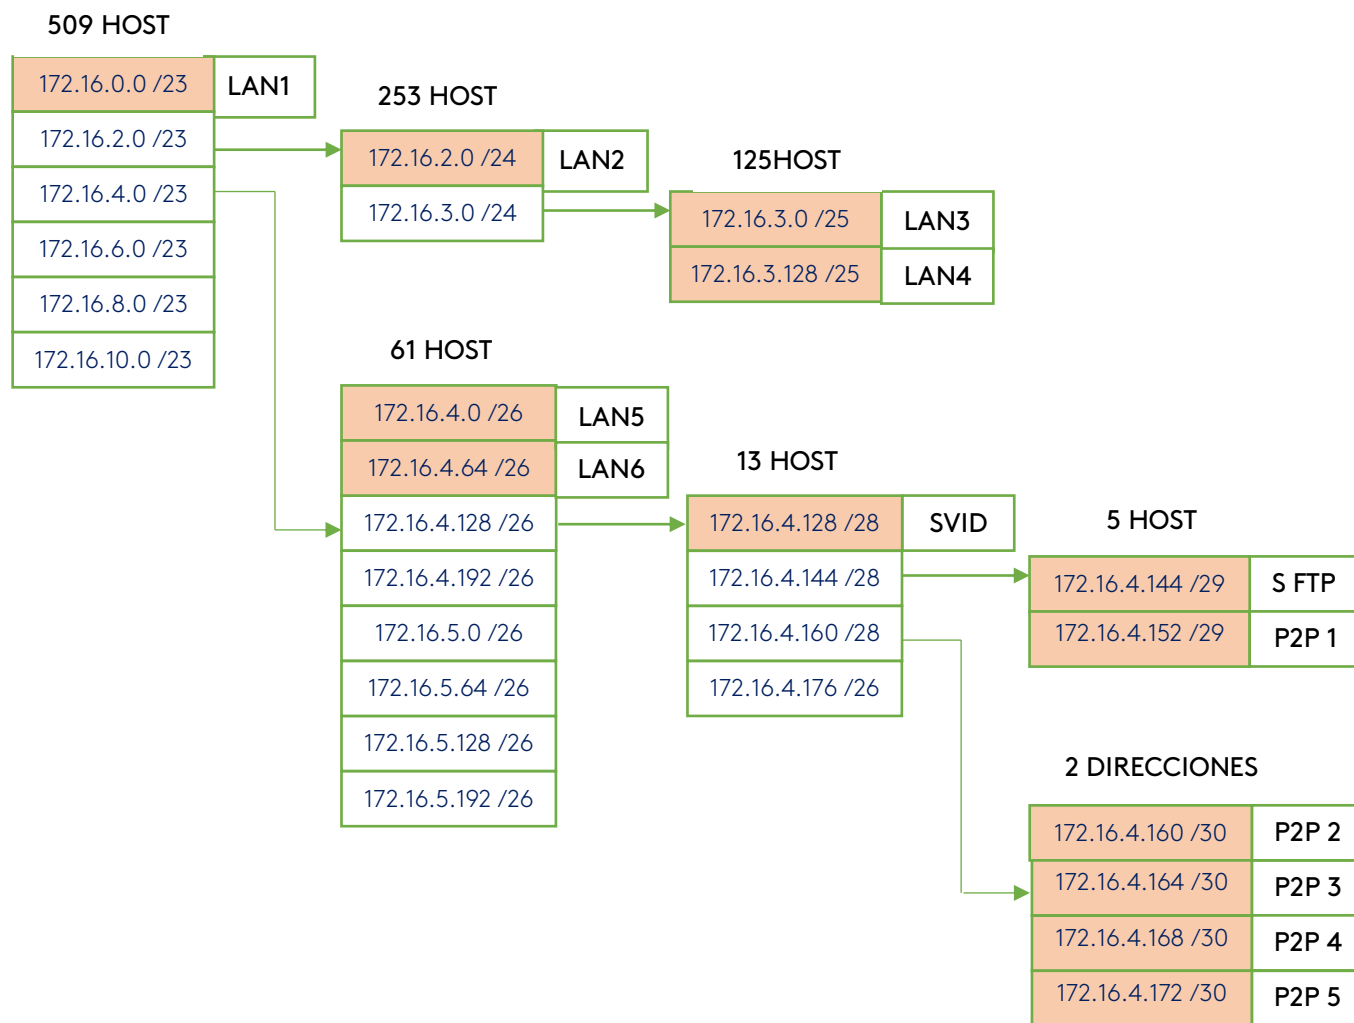 509 HOST
172.16.0.0 /23 LAN1
172.16.2.0 /23
172.16.4.0 /23
172.16.6.0 /23
172.16.8.0 /23
172.16.10.0 /23
253 HOST
172.16.2.0 /24 LAN2
172.16.3.0 /24
125HOST
172.16.3.0 /25 LAN3
172.16.3.128 /25 LAN4
61 HOST
172.16.4.0 /26 LAN5
172.16.4.64 /26 LAN6
172.16.4.128 /26
172.16.4.192 /26
172.16.5.0 /26
172.16.5.64 /26
172.16.5.128 /26
172.16.5.192 /26
13 HOST
172.16.4.128 /28 SVID
172.16.4.144 /28
172.16.4.160 /28
172.16.4.176 /26
5 HOST
172.16.4.144 /29 S FTP
172.16.4.152 /29 P2P 1
2 DIRECCIONES
172.16.4.160 /30 P2P 2
172.16.4.164 /30 P2P 3
172.16.4.168 /30 P2P 4
172.16.4.172 /30 P2P 5